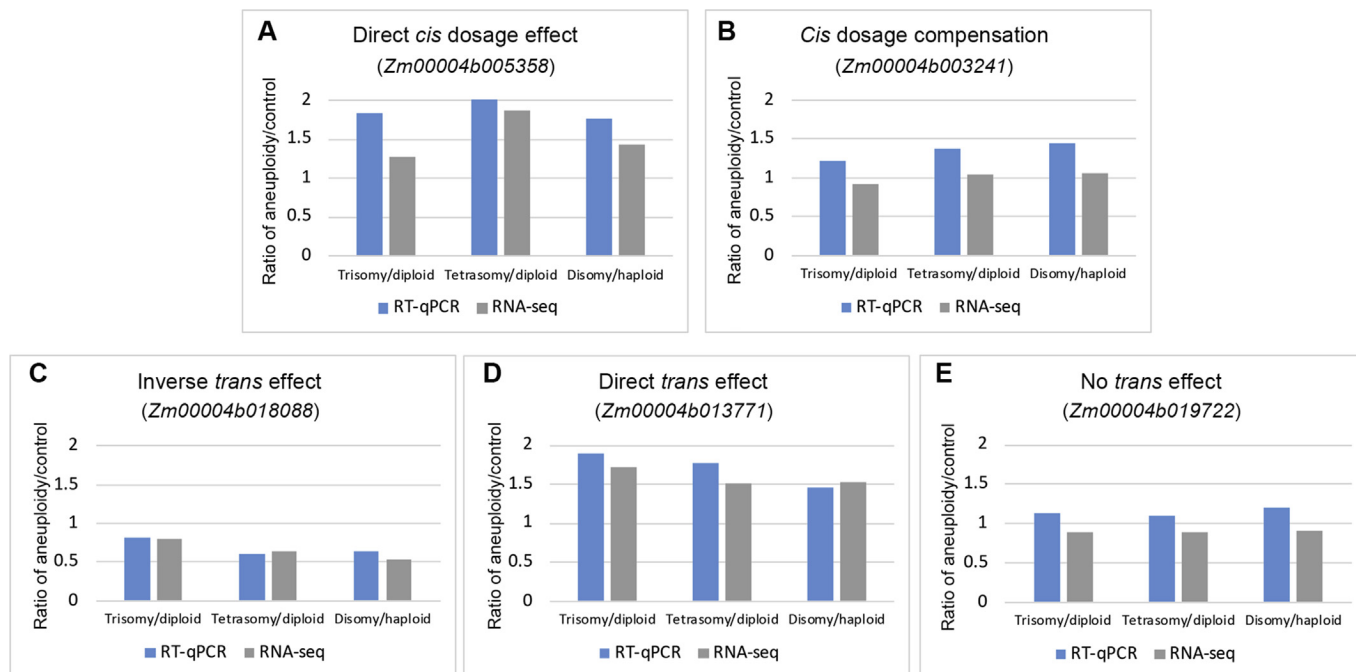 A
Direct cis dosage effect
(Zm00004b005358)
Ratio of aneuploidy/control
2
1.5
1
0.5
0
Trisomy/diploid Tetrasomy/diploid Disomy/haploid
RT-qPCR RNA-seq
B
Cis dosage compensation
(Zm00004b003241)
Ratio of aneuploidy/control
2
1.5
1
0.5
0
Trisomy/diploid Tetrasomy/diploid Disomy/haploid
RT-qPCR RNA-seq
C
Inverse trans effect
(Zm00004b018088)
Ratio of aneuploidy/control
2
1.5
1
0.5
0
Trisomy/diploid Tetrasomy/diploid Disomy/haploid
RT-qPCR RNA-seq
D
Direct trans effect
(Zm00004b013771)
Ratio of aneuploidy/control
2
1.5
1
0.5
0
Trisomy/diploid Tetrasomy/diploid Disomy/haploid
RT-qPCR RNA-seq
E
No trans effect
(Zm00004b019722)
Ratio of aneuploidy/control
2
1.5
1
0.5
0
Trisomy/diploid Tetrasomy/diploid Disomy/haploid
RT-qPCR RNA-seq